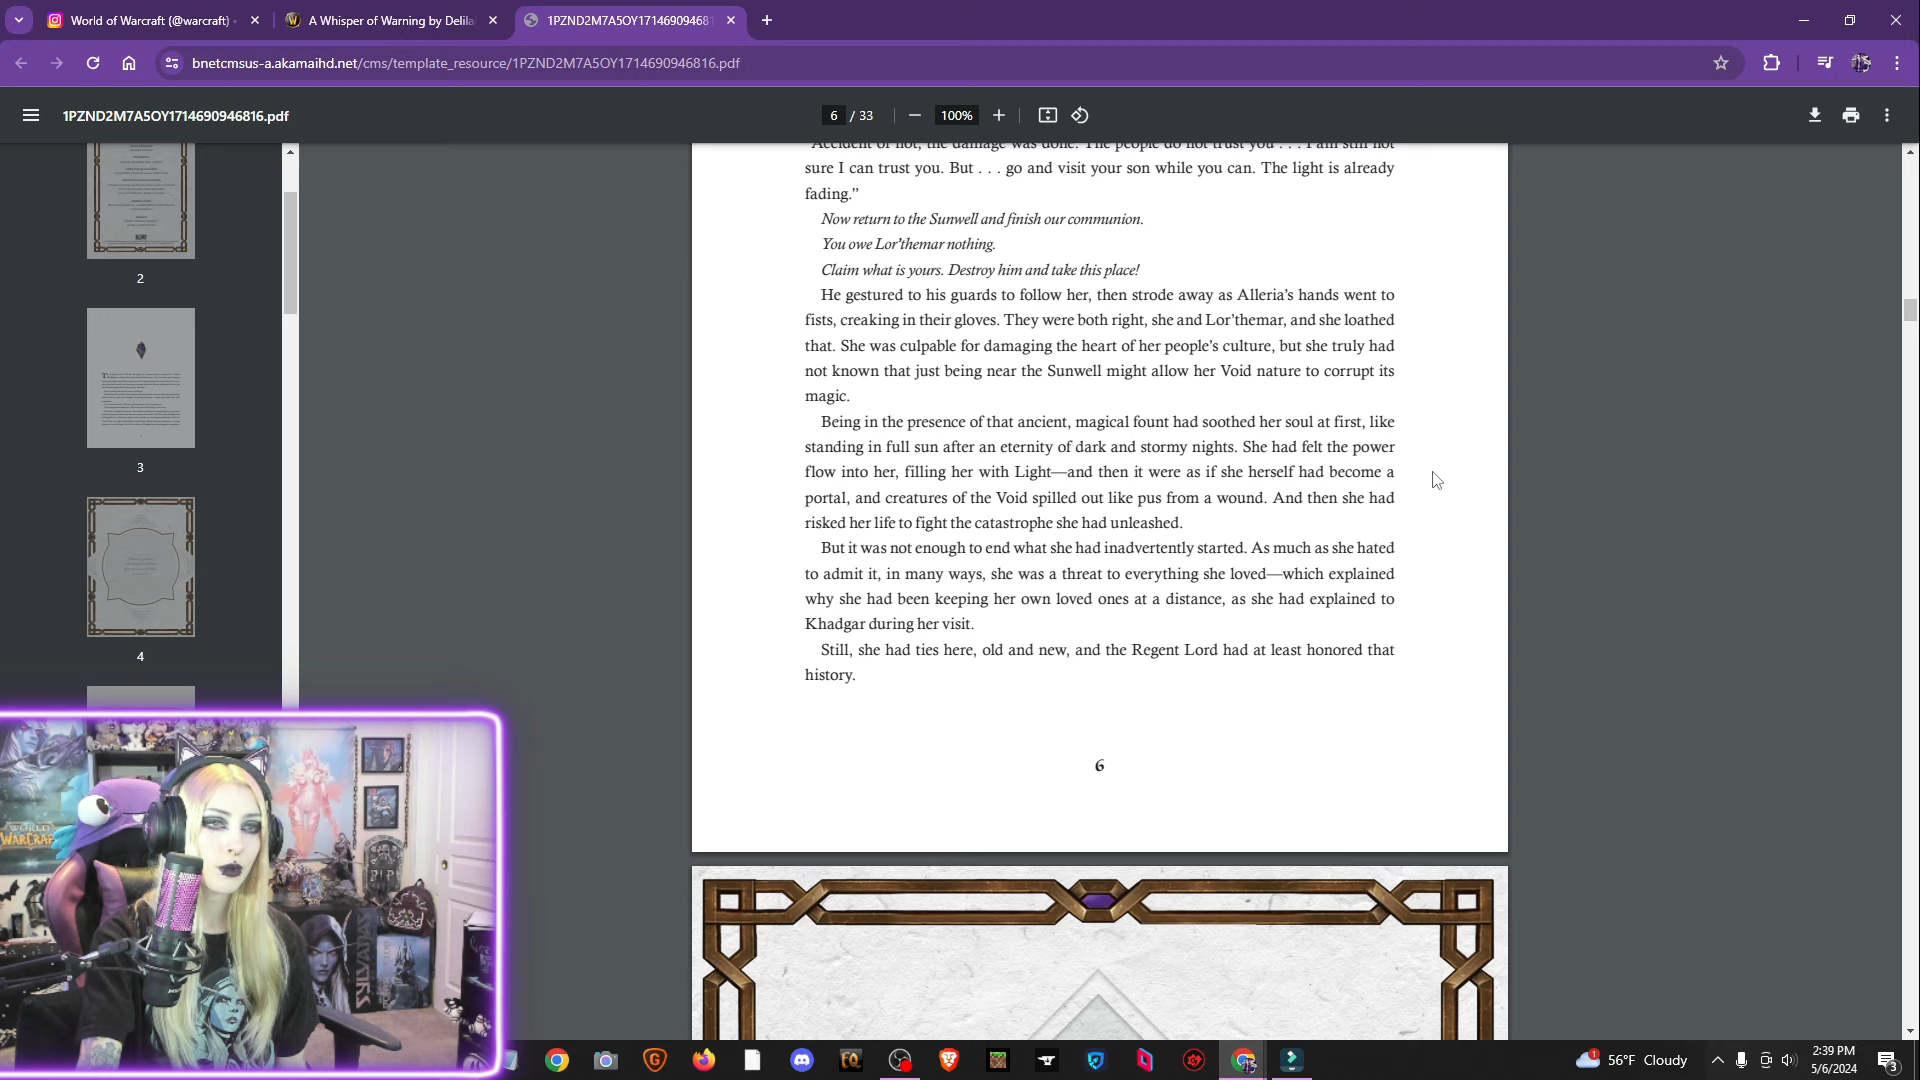 World of Warcraft (@warcraft)
A Whisper of Warning by Delila
1PZND2M7A5OY171469094681
bnetcmsus-a.akamaihd.net/cms/template_resource/1PZND2M7A5OY1714690946816.pdf
1PZND2M7A5OY1714690946816.pdf
6 / 33
100%
2
3
4
"Accident or not, the damage was done. The people do not trust you . . . I am still not
sure I can trust you. But . . . go and visit your son while you can. The light is already
fading.”
Now return to the Sunwell and finish our communion.
You owe Lor’themar nothing.
Claim what is yours. Destroy him and take this place!
He gestured to his guards to follow her, then strode away as Alleria’s hands went to
fists, creaking in their gloves. They were both right, she and Lor’themar, and she loathed
that. She was culpable for damaging the heart of her people’s culture, but she truly had
not known that just being near the Sunwell might allow her Void nature to corrupt its
magic.
Being in the presence of that ancient, magical fount had soothed her soul at first, like
standing in full sun after an eternity of dark and stormy nights. She had felt the power
flow into her, filling her with Light—and then it were as if she herself had become a
portal, and creatures of the Void spilled out like pus from a wound. And then she had
risked her life to fight the catastrophe she had unleashed.
But it was not enough to end what she had inadvertently started. As much as she hated
to admit it, in many ways, she was a threat to everything she loved—which explained
why she had been keeping her own loved ones at a distance, as she had explained to
Khadgar during her visit.
Still, she had ties here, old and new, and the Regent Lord had at least honored that
history.
6
WORLD
WARCRAFT
RIP
56°F Cloudy
2:39 PM
5/6/2024
3